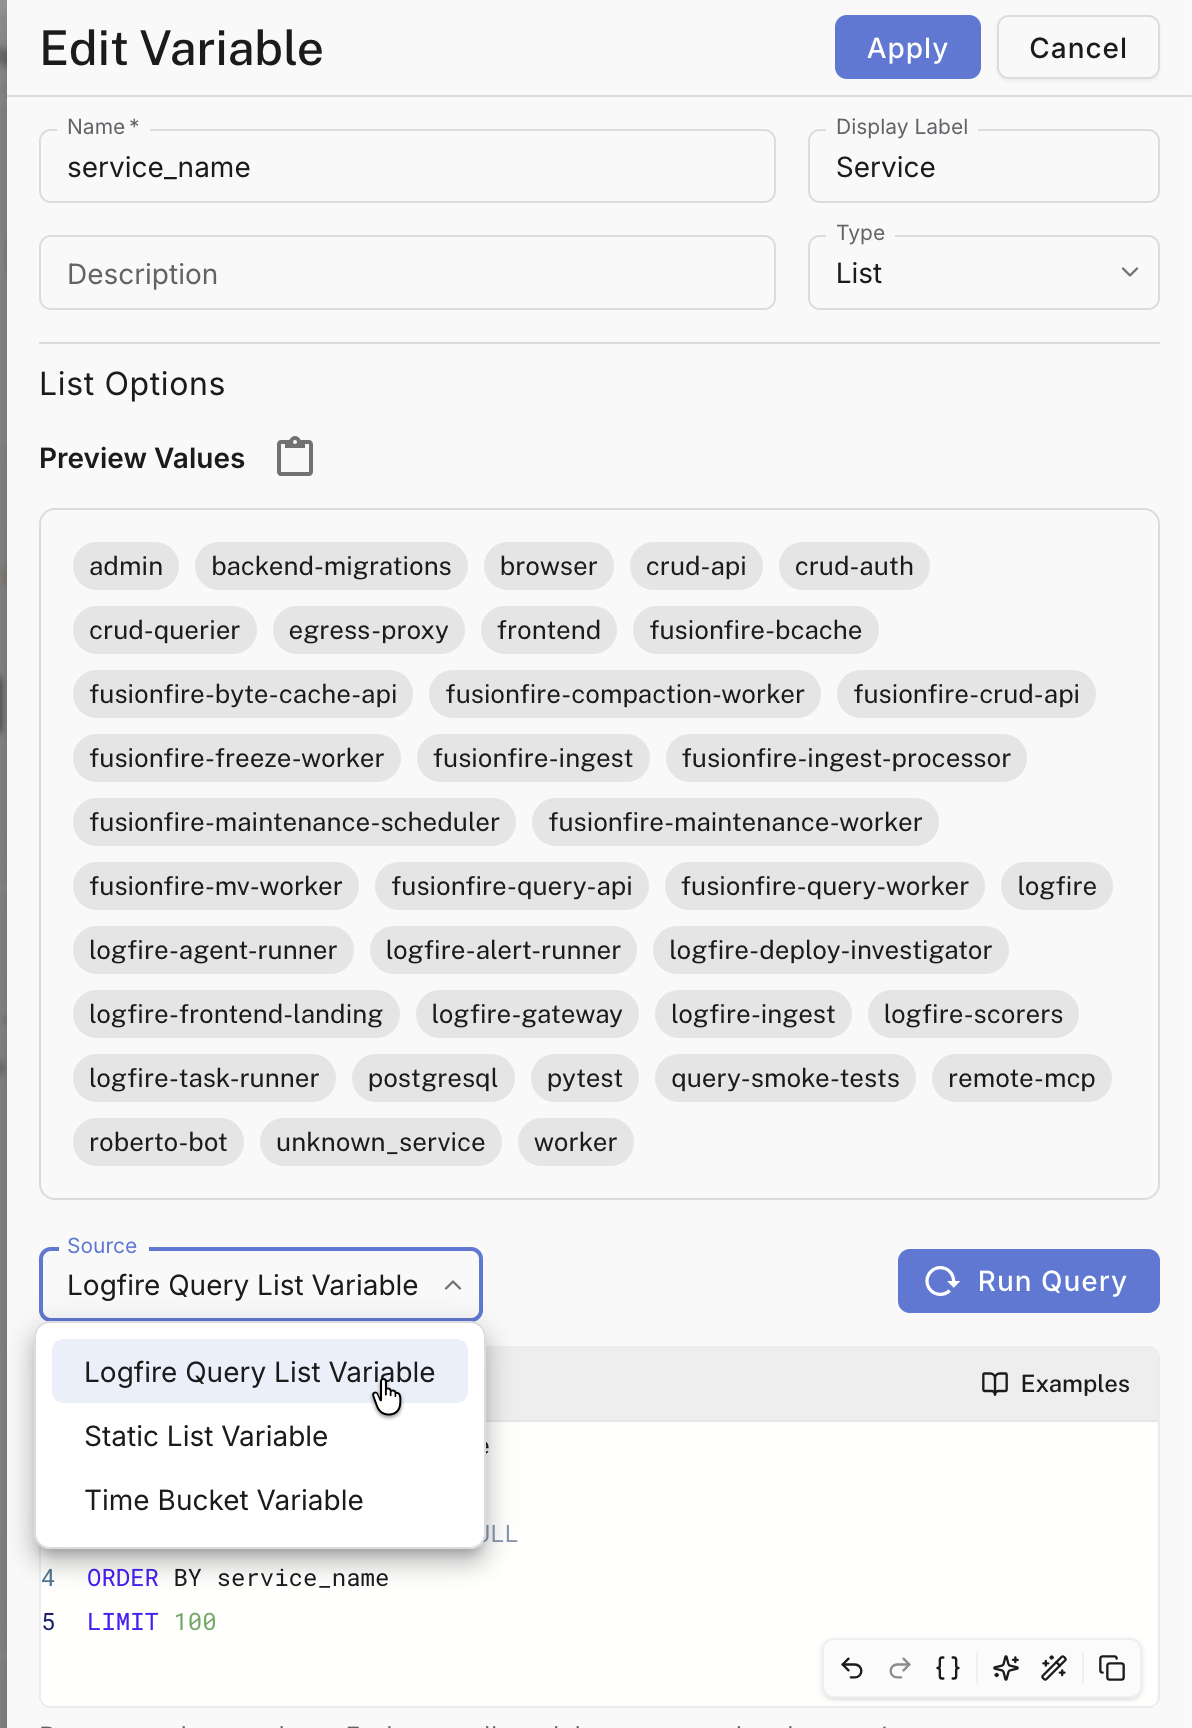 Edit Variable
Apply
Cancel
Name *
service_name
Display Label
Service
Description
Type
List
List Options
Preview Values
admin backend-migrations browser crud-api crud-auth
crud-querier egress-proxy frontend fusionfire-bcache
fusionfire-byte-cache-api fusionfire-compaction-worker fusionfire-crud-api
fusionfire-freeze-worker fusionfire-ingest fusionfire-ingest-processor
fusionfire-maintenance-scheduler fusionfire-maintenance-worker
fusionfire-mv-worker fusionfire-query-api fusionfire-query-worker logfire
logfire-agent-runner logfire-alert-runner logfire-deploy-investigator
logfire-frontend-landing logfire-gateway logfire-ingest logfire-scorers
logfire-task-runner postgresql pytest query-smoke-tests remote-mcp
roberto-bot unknown_service worker
Source
Logfire Query List Variable
Run Query
Logfire Query List Variable
Static List Variable
Time Bucket Variable
Examples
4 ORDER BY service_name
5 LIMIT 100